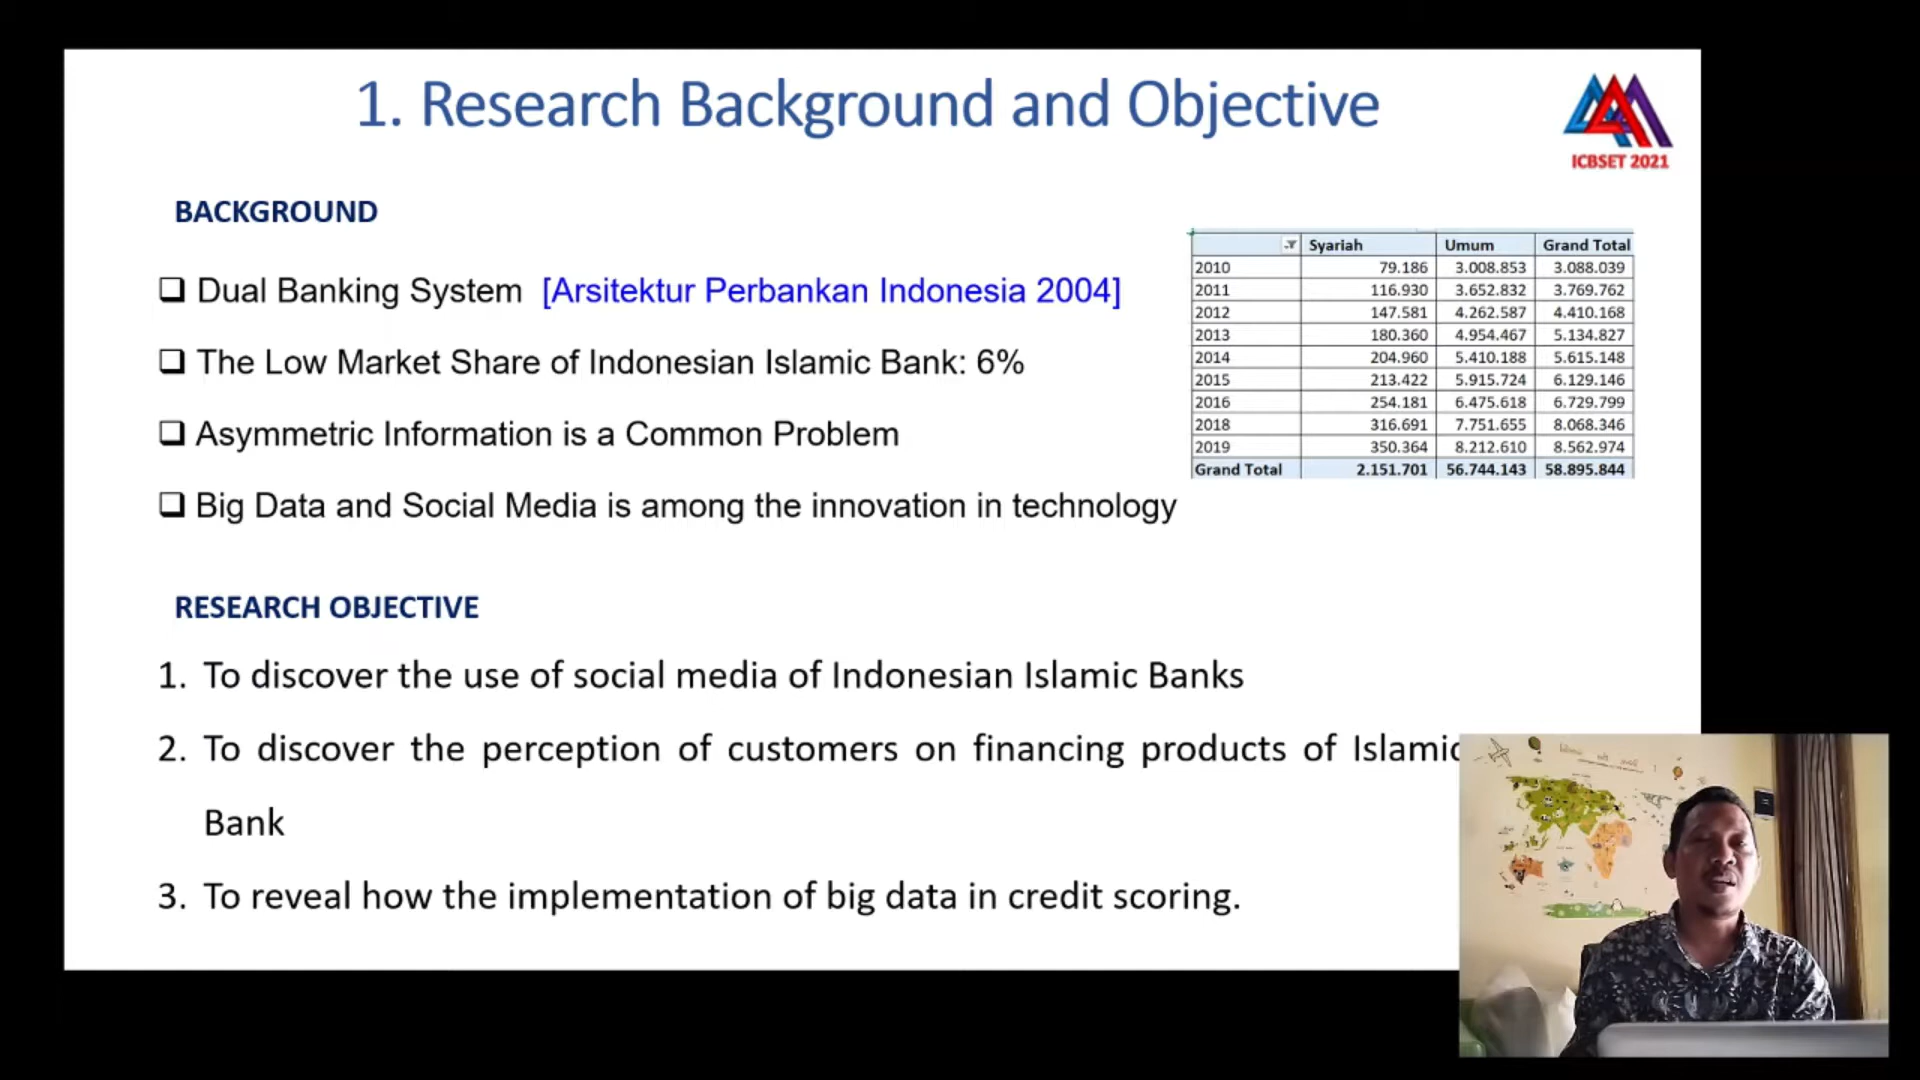 1. Research Background and Objective
ICBSET 2021
BACKGROUND
Dual Banking System [Arsitektur Perbankan Indonesia 2004]
The Low Market Share of Indonesian Islamic Bank: 6%
Asymmetric Information is a Common Problem
Big Data and Social Media is among the innovation in technology
Syariah Umum Grand Total
2010 79.186 3.008.853 3.088.039
2011 116.930 3.652.832 3.769.762
2012 147.581 4.262.587 4.410.168
2013 180.360 4.954.467 5.134.827
2014 204.960 5.410.188 5.615.148
2015 213.422 5.915.724 6.129.146
2016 254.181 6.475.618 6.729.799
2018 316.691 7.751.655 8.068.346
2019 350.364 8.212.610 8.562.974
Grand Total 2.151.701 56.744.143 58.895.844
RESEARCH OBJECTIVE
1. To discover the use of social media of Indonesian Islamic Banks
2. To discover the perception of customers on financing products of Islamic
Bank
3. To reveal how the implementation of big data in credit scoring.